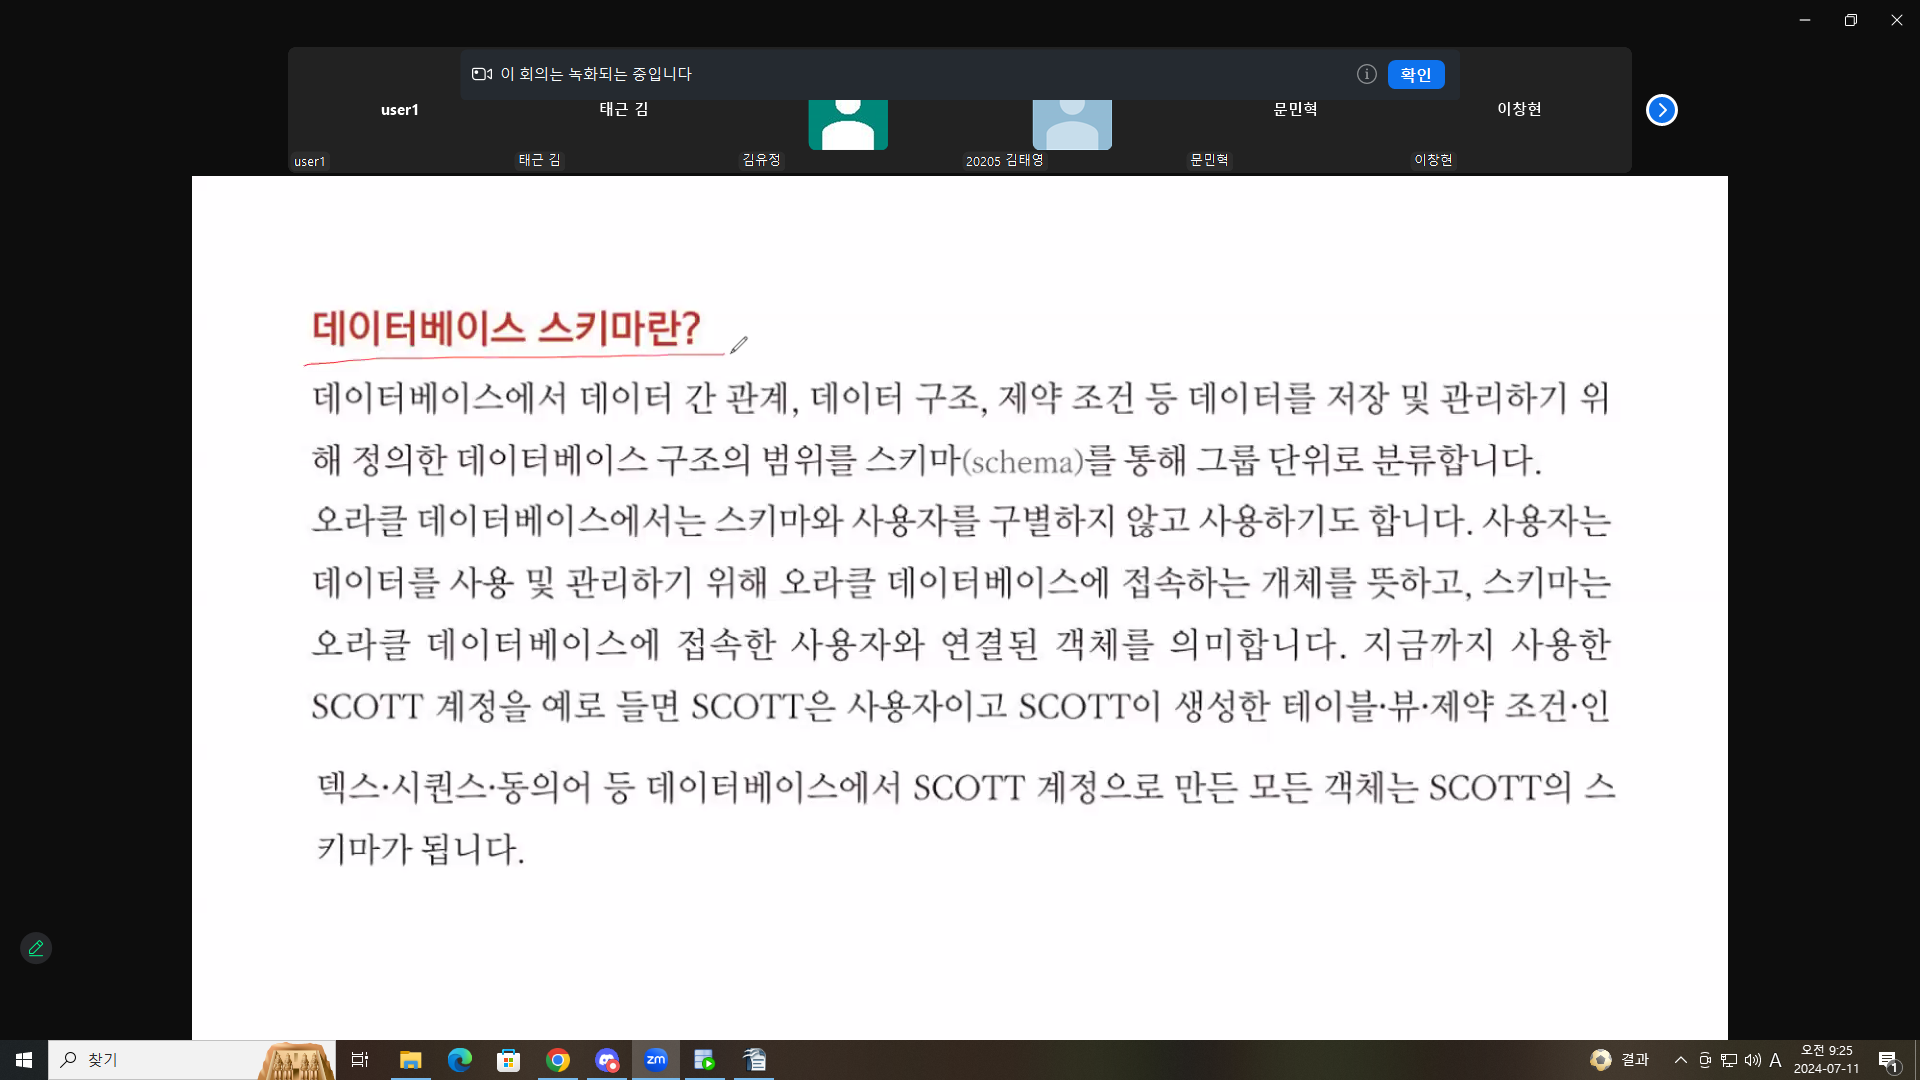 이 회의는 녹화되는 중입니다
확인
user1
태근 김
문민혁
이창현
user1
태근 김
김유정
20205 김태영
문민혁
이창현
데이터베이스 스키마란?
데이터베이스에서 데이터 간 관계, 데이터 구조, 제약 조건 등 데이터를 저장 및 관리하기 위
해 정의한 데이터베이스 구조의 범위를 스키마(schema)를 통해 그룹 단위로 분류합니다.
오라클 데이터베이스에서는 스키마와 사용자를 구별하지 않고 사용하기도 합니다. 사용자는
데이터를 사용 및 관리하기 위해 오라클 데이터베이스에 접속하는 개체를 뜻하고, 스키마는
오라클 데이터베이스에 접속한 사용자와 연결된 객체를 의미합니다. 지금까지 사용한
SCOTT 계정을 예로 들면 SCOTT은 사용자이고 SCOTT이 생성한 테이블·뷰·제약 조건·인
덱스·시퀀스·동의어 등 데이터베이스에서 SCOTT 계정으로 만든 모든 객체는 SCOTT의 스
키마가 됩니다.
찾기
zm
결과
A
오전 9:25
2024-07-11
1